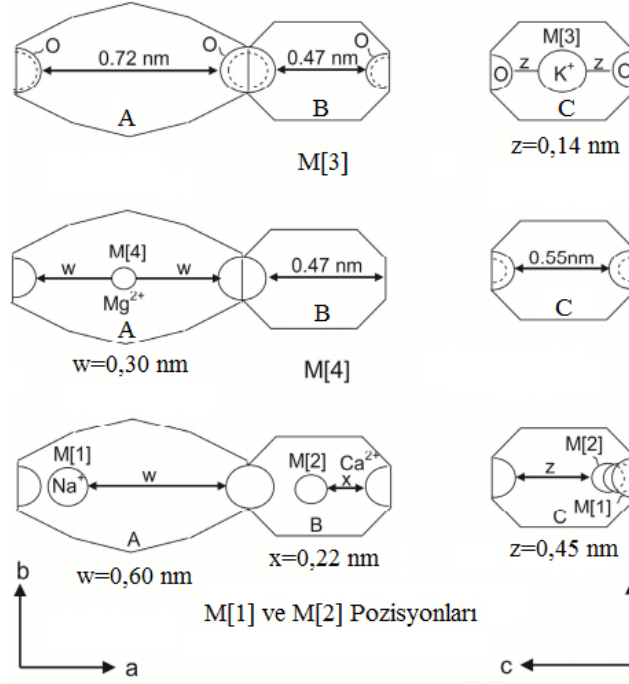 O O O M[3]
0.72 nm 0.47 nm O z K⁺ z O
A B C
M[3] z=0,14 nm
M[4]
w w 0.47 nm 0.55nm
Mg²⁺
A B C
w=0,30 nm M[4]
M[1] M[2] Ca²⁺ M[2]
Na⁺ w x z
M[1]
A B C
w=0,60 nm x=0,22 nm z=0,45 nm
b M[1] ve M[2] Pozisyonları
a c